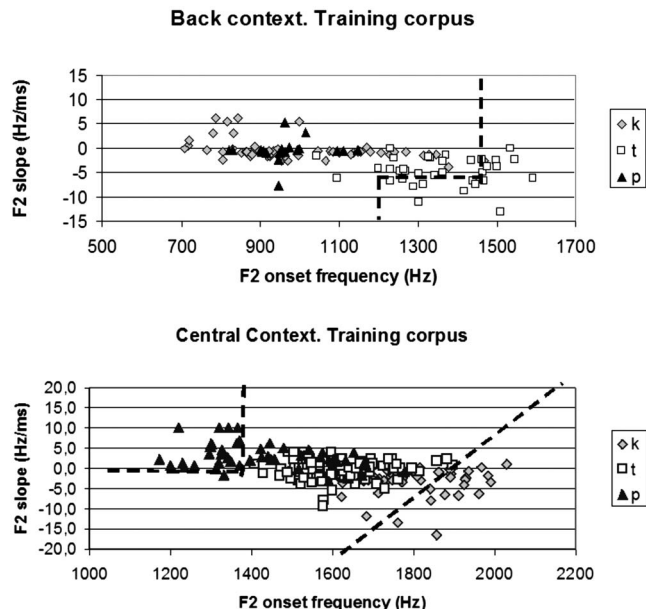 Back context. Training corpus
F2 slope (Hz/ms)
15
10
5
0
-5
-10
-15
500 700 900 1100 1300 1500 1700
F2 onset frequency (Hz)
k
t
p
Central Context. Training corpus
F2 slope (Hz/ms)
20,0
15,0
10,0
5,0
0,0
-5,0
-10,0
-15,0
-20,0
1000 1200 1400 1600 1800 2000 2200
F2 onset frequency (Hz)
k
t
p